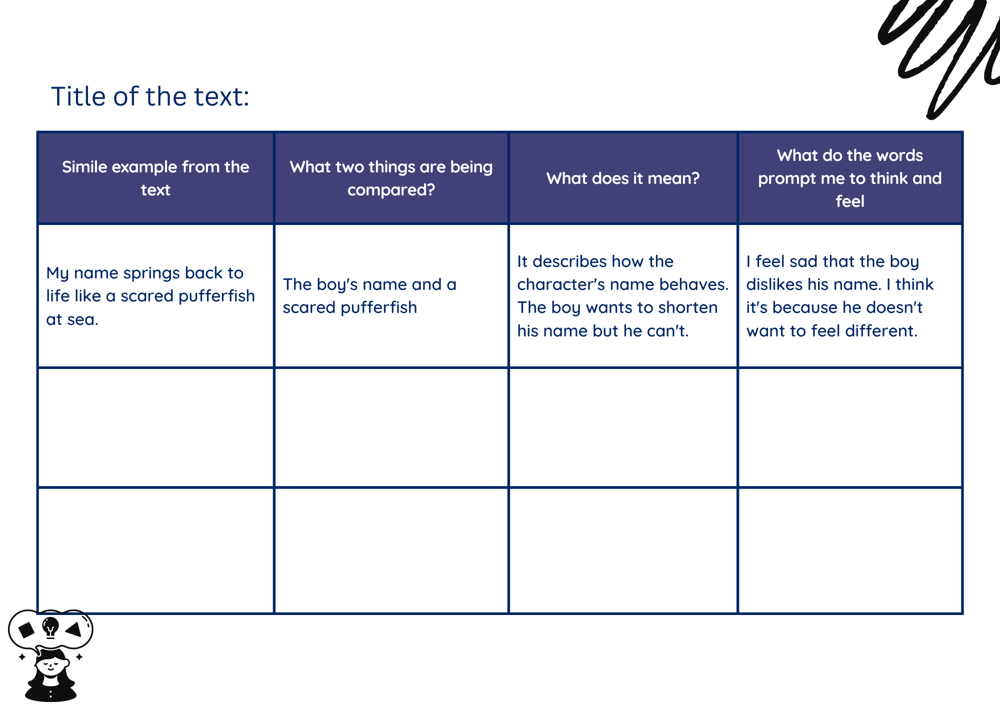 Title of the text:
Simile example from the
text
What two things are being
compared?
What does it mean?
What do the words
prompt me to think and
feel
My name springs back to
life like a scared pufferfish
at sea.
The boy's name and a
scared pufferfish
It describes how the
character's name behaves.
The boy wants to shorten
his name but he can't.
I feel sad that the boy
dislikes his name. I think
it's because he doesn't
want to feel different.